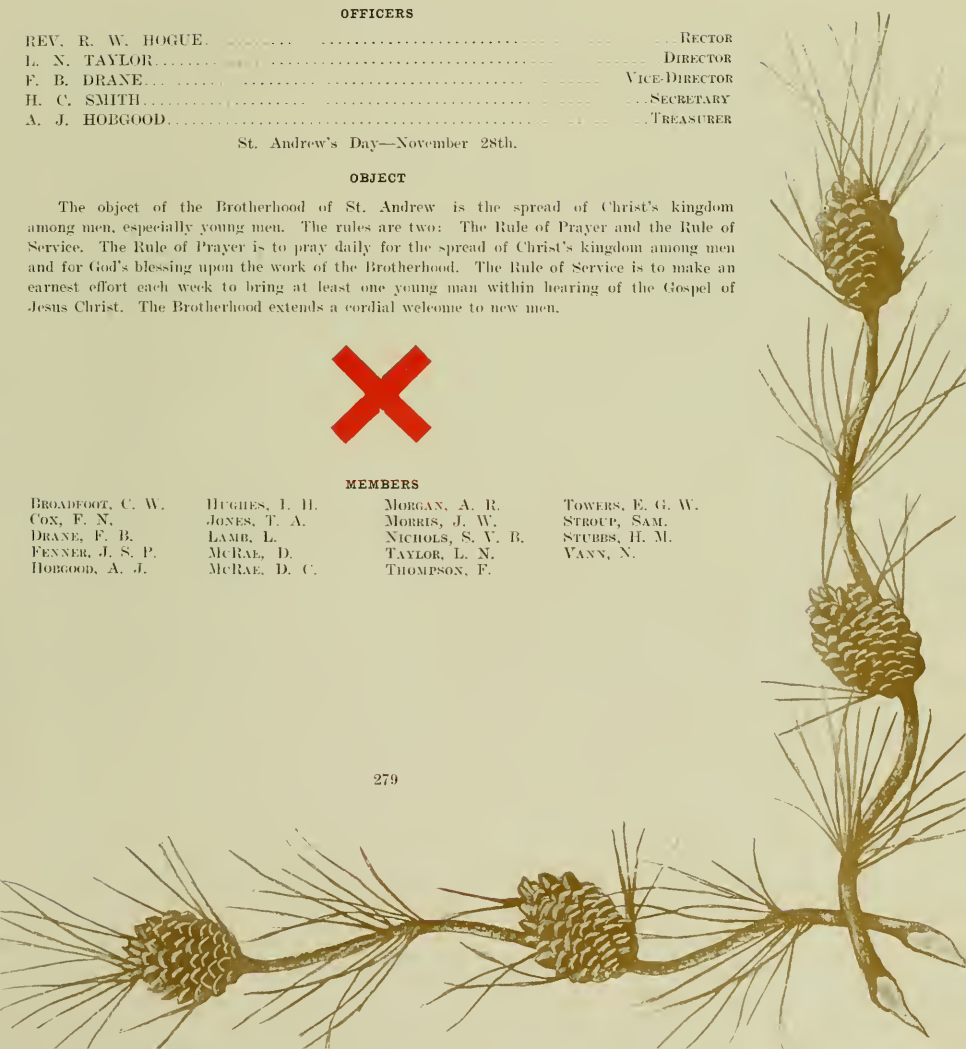 OFFICERS
REV. R. W. HOGUE. ... RECTOR
L. N. TAYLOR ... DIRECTOR
F. B. DRANE ... VICE-DIRECTOR
H. C. SMITH ... SECRETARY
A. J. HOBGOOD ... TREASURER
St. Andrew's Day—November 28th.
OBJECT
The object of the Brotherhood of St. Andrew is the spread of Christ's kingdom
among men, especially young men. The rules are two: The Rule of Prayer and the Rule of
Service. The Rule of Prayer is to pray daily for the spread of Christ's kingdom among men
and for God's blessing upon the work of the Brotherhood. The Rule of Service is to make an
earnest effort each week to bring at least one young man within hearing of the Gospel of
Jesus Christ. The Brotherhood extends a cordial welcome to new men.
MEMBERS
BROADFOOT, C. W.
COX, F. N.
DRANE, F. B.
FENNER, J. S. P.
HOBGOOD, A. J.
HUGHES, I. H.
JONES, T. A.
LAMB, L.
MCRAE, D.
MCRAE, D. C.
MORGAN, A. R.
MORRIS, J. W.
NICHOLS, S. V. B.
TAYLOR, L. N.
THOMPSON, F.
TOWERS, E. G. W.
STROUP, SAM.
STUBBS, H. M.
VANN, N.
279